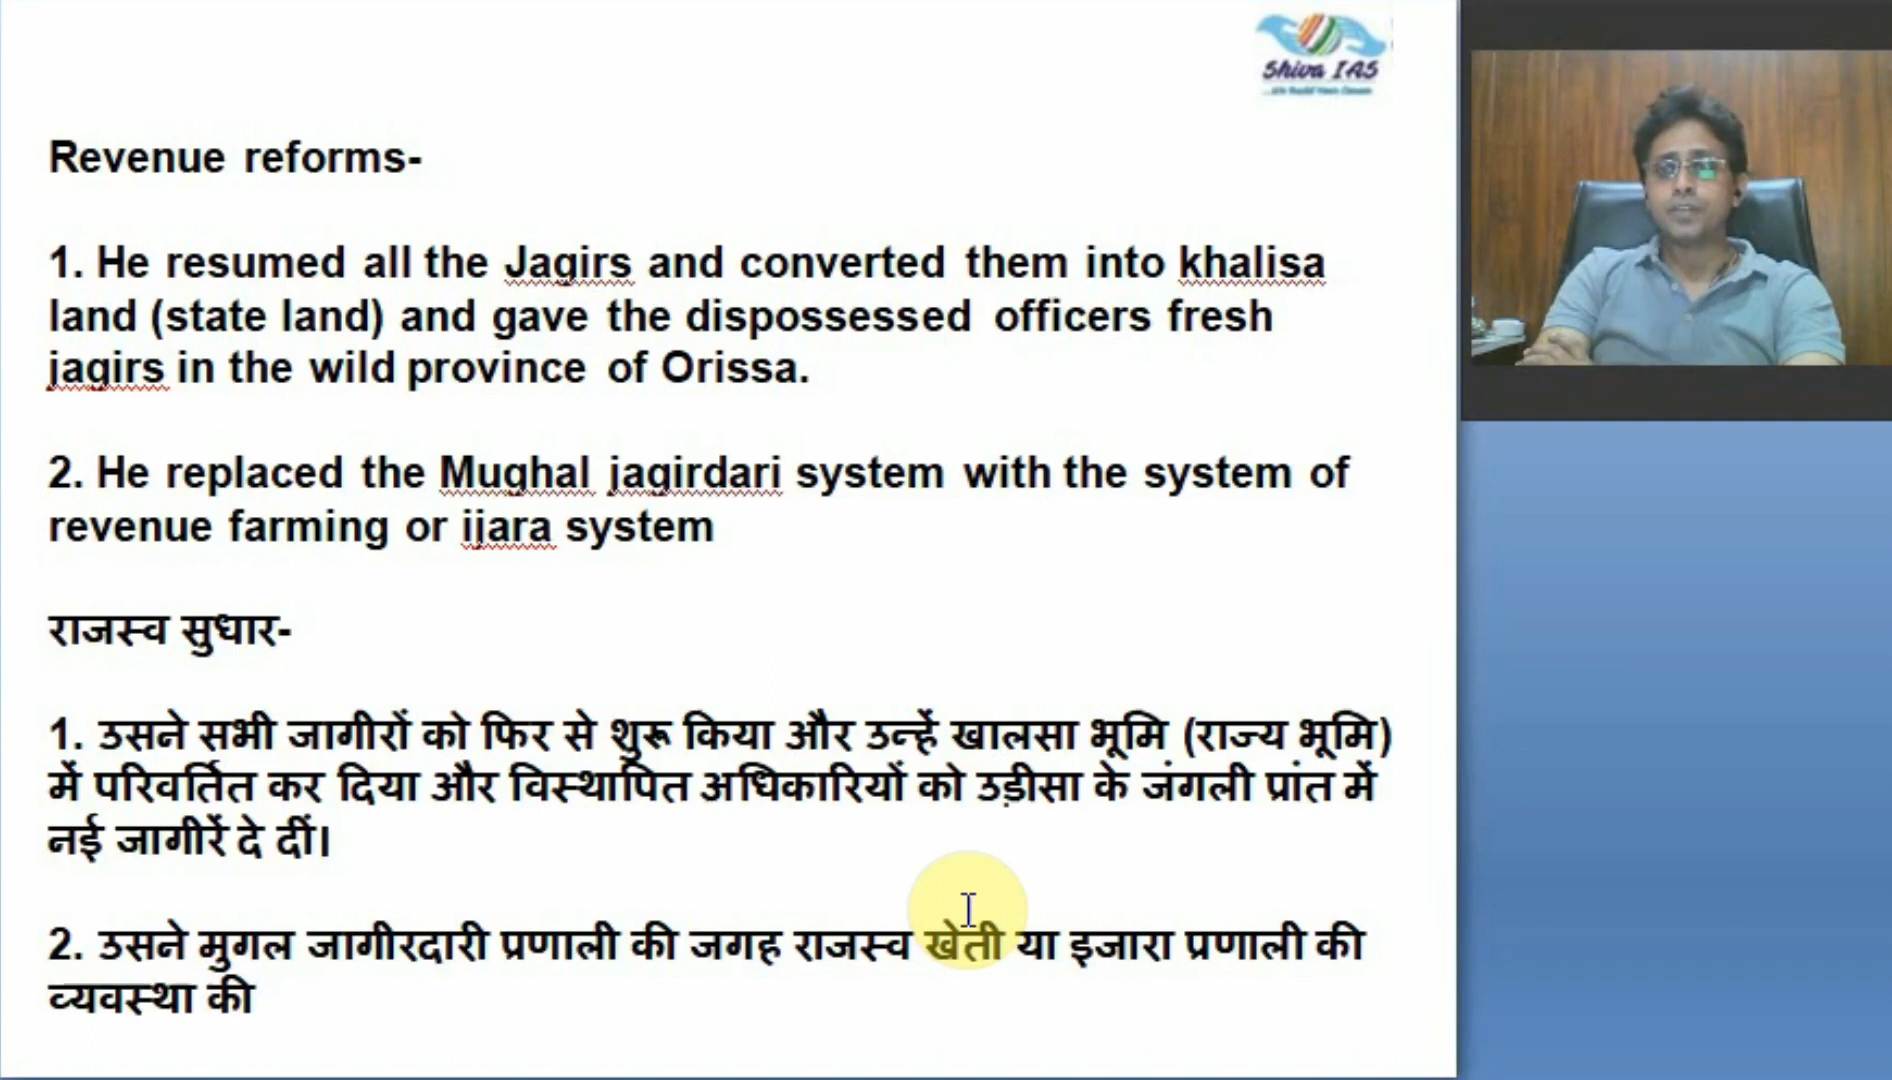 Shiva IAS
Revenue reforms-
1. He resumed all the Jagirs and converted them into khalisa
land (state land) and gave the dispossessed officers fresh
jagirs in the wild province of Orissa.
2. He replaced the Mughal jagirdari system with the system of
revenue farming or ijara system
राजस्व सुधार-
1. उसने सभी जागीरों को फिर से शुरू किया और उन्हें खालसा भूमि (राज्य भूमि)
में परिवर्तित कर दिया और विस्थापित अधिकारियों को उड़ीसा के जंगली प्रांत में
नई जागीरें दे दीं।
2. उसने मुगल जागीरदारी प्रणाली की जगह राजस्व खेती या इजारा प्रणाली की
व्यवस्था की